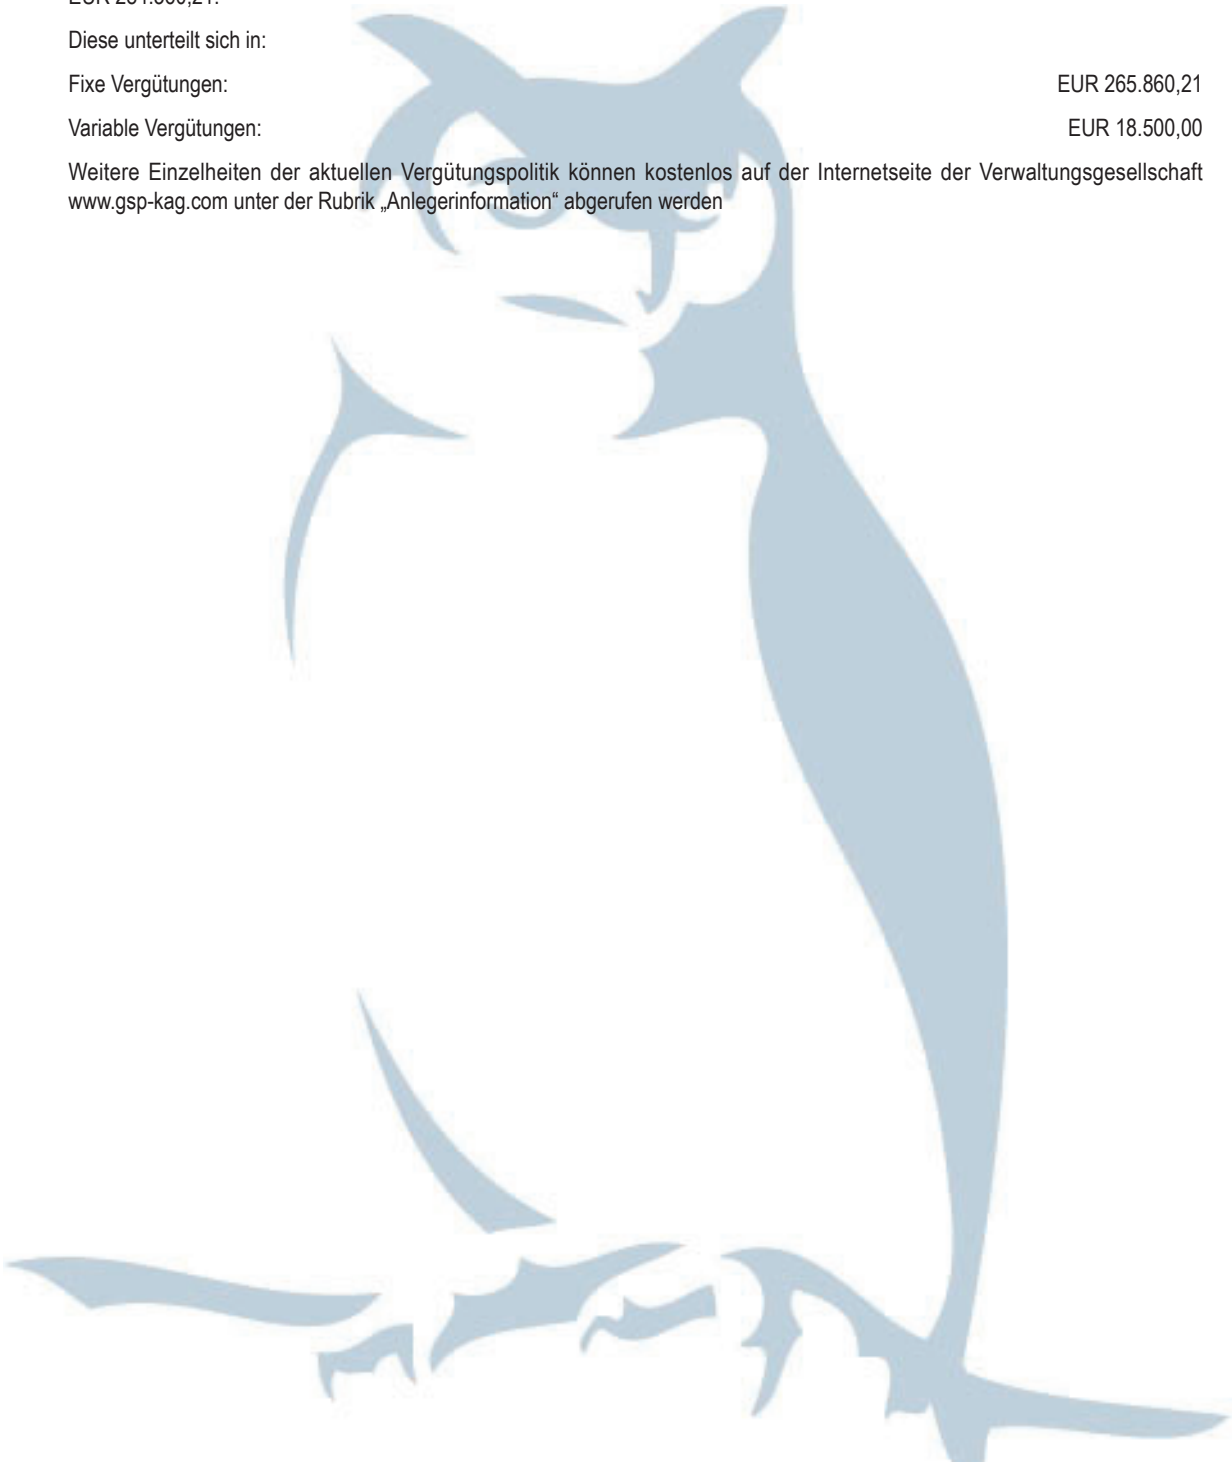 Diese unterteilt sich in:
Fixe Vergütungen: EUR 265.860,21
Variable Vergütungen: EUR 18.500,00
Weitere Einzelheiten der aktuellen Vergütungspolitik können kostenlos auf der Internetseite der Verwaltungsgesellschaft
www.gsp-kag.com unter der Rubrik „Anlegerinformation“ abgerufen werden